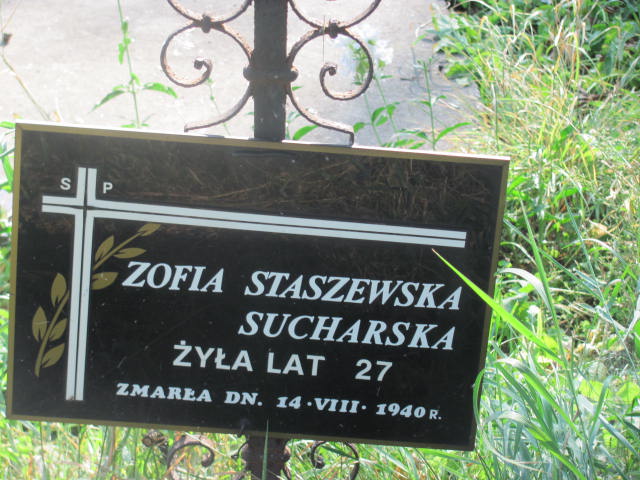 S P
ZOFIA STASZEWSKA
SUCHARSKA
ŻYŁA LAT 27
ZMARŁA DN. 14·VIII·1940 R.